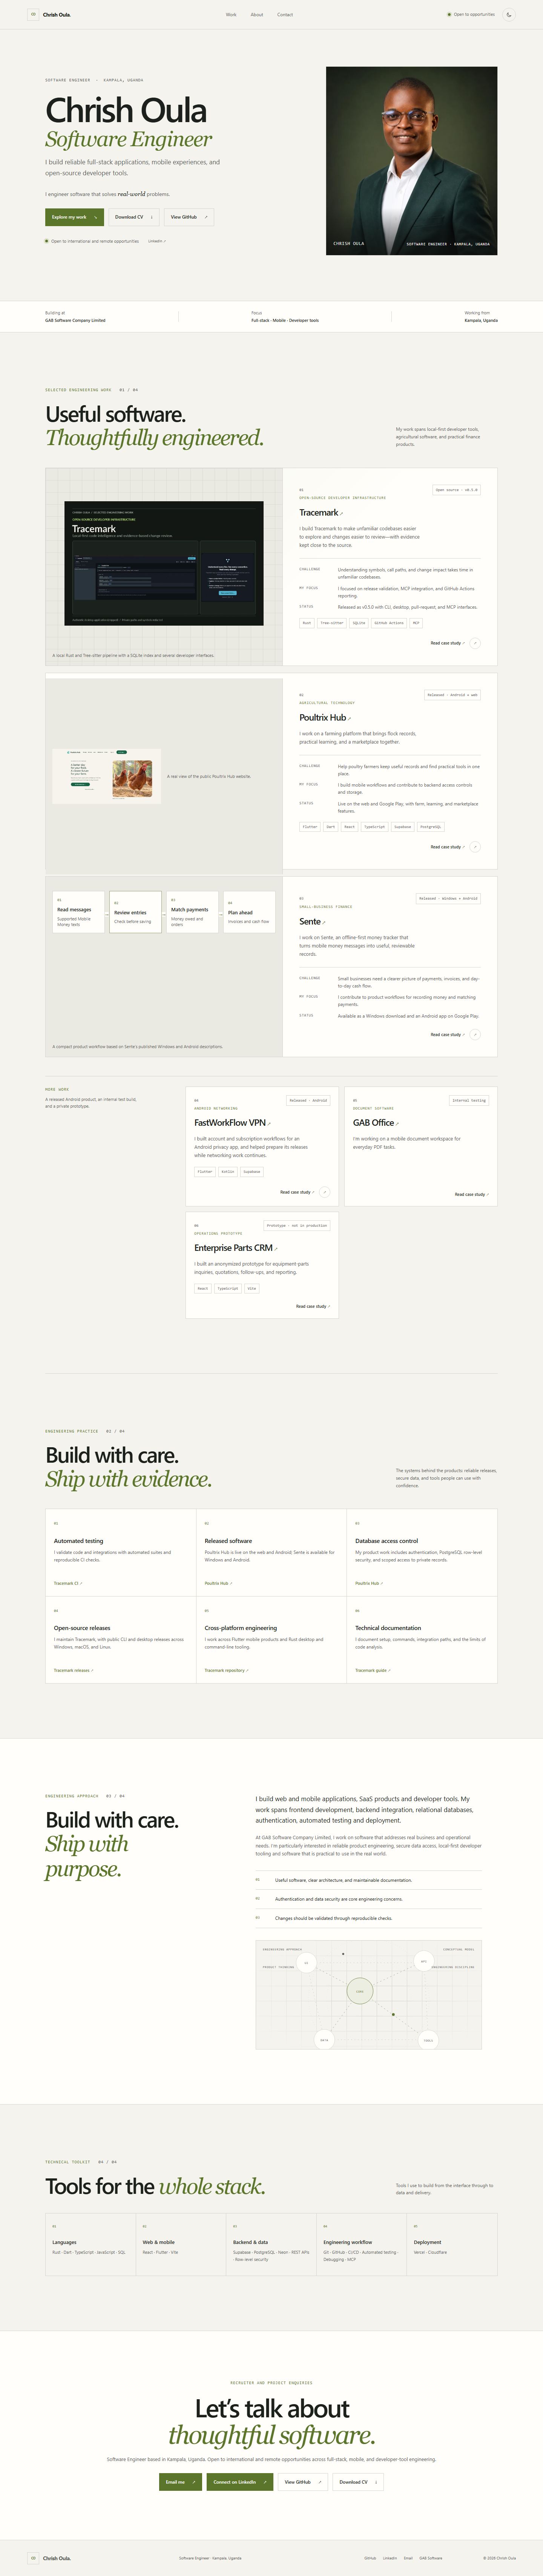 CO
Chrish Oula.
Work
About
Contact
Open to opportunities
SOFTWARE ENGINEER · KAMPALA, UGANDA
Chrish Oula
Software Engineer
I build reliable full-stack applications, mobile experiences, and
open-source developer tools.
I engineer software that solves real-world problems.
Explore my work
Download CV ↓
View GitHub ↗
Open to international and remote opportunities
LinkedIn ↗
CHRISH OULA
SOFTWARE ENGINEER · KAMPALA, UGANDA
Building at
GAB Software Company Limited
Focus
Full-stack · Mobile · Developer tools
Working from
Kampala, Uganda
SELECTED ENGINEERING WORK 01 / 04
Useful software.
Thoughtfully engineered.
My work spans local-first developer tools,
agricultural software, and practical finance
products.
OPEN-SOURCE DEVELOPER INFRASTRUCTURE
Tracemark
A local Rust and Tree-sitter pipeline with a SQLite index and several developer interfaces.
01
Open source · v0.5.0
OPEN-SOURCE DEVELOPER INFRASTRUCTURE
Tracemark ↗
I build Tracemark to make unfamiliar codebases easier
to explore and changes easier to review—with evidence
kept close to the source.
CHALLENGE
Understanding symbols, call paths, and change impact takes time in
unfamiliar codebases.
MY FOCUS
I focused on release validation, MCP integration, and GitHub Actions
reporting.
STATUS
Released as v0.5.0 with CLI, desktop, pull-request, and MCP interfaces.
Rust
Tree-sitter
SQLite
GitHub Actions
MCP
Read case study ↗
A real view of the public Poultrix Hub website.
02
Released · Android + web
AGRICULTURAL TECHNOLOGY
Poultrix Hub ↗
I work on a farming platform that brings flock records,
practical learning, and a marketplace together.
CHALLENGE
Help poultry farmers keep useful records and find practical tools in one
place.
MY FOCUS
I build mobile workflows and contribute to backend access controls
and storage.
STATUS
Live on the web and Google Play, with farm, learning, and marketplace
features.
Flutter
Dart
React
TypeScript
Supabase
PostgreSQL
Read case study ↗
01
Read messages
Supported Mobile
Money texts
02
Review entries
Check before saving
03
Match payments
Money owed and
orders
04
Plan ahead
Invoices and cash flow
A compact product workflow based on Sente's published Windows and Android descriptions.
03
Released · Windows + Android
SMALL-BUSINESS FINANCE
Sente ↗
I work on Sente, an offline-first money tracker that
turns mobile money messages into useful, reviewable
records.
CHALLENGE
Small businesses need a clearer picture of payments, invoices, and day-
to-day cash flow.
MY FOCUS
I contribute to product workflows for recording money and matching
payments.
STATUS
Available as a Windows download and an Android app on Google Play.
Read case study ↗
MORE WORK
A released Android product, an internal test build,
and a private prototype.
04
Released · Android
ANDROID NETWORKING
FastWorkFlow VPN ↗
I built account and subscription workflows for an
Android privacy app, and helped prepare its releases
while networking work continues.
Flutter
Kotlin
Supabase
Read case study ↗
05
Internal testing
DOCUMENT SOFTWARE
GAB Office ↗
I'm working on a mobile document workspace for
everyday PDF tasks.
Read case study ↗
06
Prototype · not in production
OPERATIONS PROTOTYPE
Enterprise Parts CRM ↗
I built an anonymized prototype for equipment-parts
inquiries, quotations, follow-ups, and reporting.
React
TypeScript
Vite
Read case study ↗
ENGINEERING PRACTICE 02 / 04
Build with care.
Ship with evidence.
The systems behind the products: reliable releases,
secure data, and tools people can use with
confidence.
01
Automated testing
I validate code and integrations with automated suites and
reproducible CI checks.
Tracemark CI ↗
02
Released software
Poultrix Hub is live on the web and Android; Sente is available for
Windows and Android.
Poultrix Hub ↗
03
Database access control
My product work includes authentication, PostgreSQL row-level
security, and scoped access to private records.
Poultrix Hub ↗
04
Open-source releases
I maintain Tracemark, with public CLI and desktop releases across
Windows, macOS, and Linux.
Tracemark releases ↗
05
Cross-platform engineering
I work across Flutter mobile products and Rust desktop and
command-line tooling.
Tracemark repository ↗
06
Technical documentation
I document setup, commands, integration paths, and the limits of
code analysis.
Tracemark guide ↗
ENGINEERING APPROACH 03 / 04
Build with care.
Ship with
purpose.
I build web and mobile applications, SaaS products and developer tools. My
work spans frontend development, backend integration, relational databases,
authentication, automated testing and deployment.
At GAB Software Company Limited, I work on software that addresses real business and operational
needs. I'm particularly interested in reliable product engineering, secure data access, local-first developer
tooling and software that is practical to use in the real world.
01
Useful software, clear architecture, and maintainable documentation.
02
Authentication and data security are core engineering concerns.
03
Changes should be validated through reproducible checks.
ENGINEERING APPROACH
CONCEPTUAL MODEL
PRODUCT THINKING
ENGINEERING DISCIPLINE
UI
API
CORE
DATA
TOOLS
TECHNICAL TOOLKIT 04 / 04
Tools for the whole stack.
Tools I use to build from the interface through to
data and delivery.
01
Languages
Rust · Dart · TypeScript · JavaScript · SQL
02
Web & mobile
React · Flutter · Vite
03
Backend & data
Supabase · PostgreSQL · Neon · REST APIs
· Row-level security
04
Engineering workflow
Git · GitHub · CI/CD · Automated testing ·
Debugging · MCP
05
Deployment
Vercel · Cloudflare
RECRUITER AND PROJECT ENQUIRIES
Let's talk about
thoughtful software.
Software Engineer based in Kampala, Uganda. Open to international and remote opportunities across full-stack, mobile, and developer-tool engineering.
Email me ↗
Connect on LinkedIn ↗
View GitHub ↗
Download CV ↓
CO
Chrish Oula.
Software Engineer · Kampala, Uganda
GitHub
LinkedIn
Email
GAB Software
© 2026 Chrish Oula